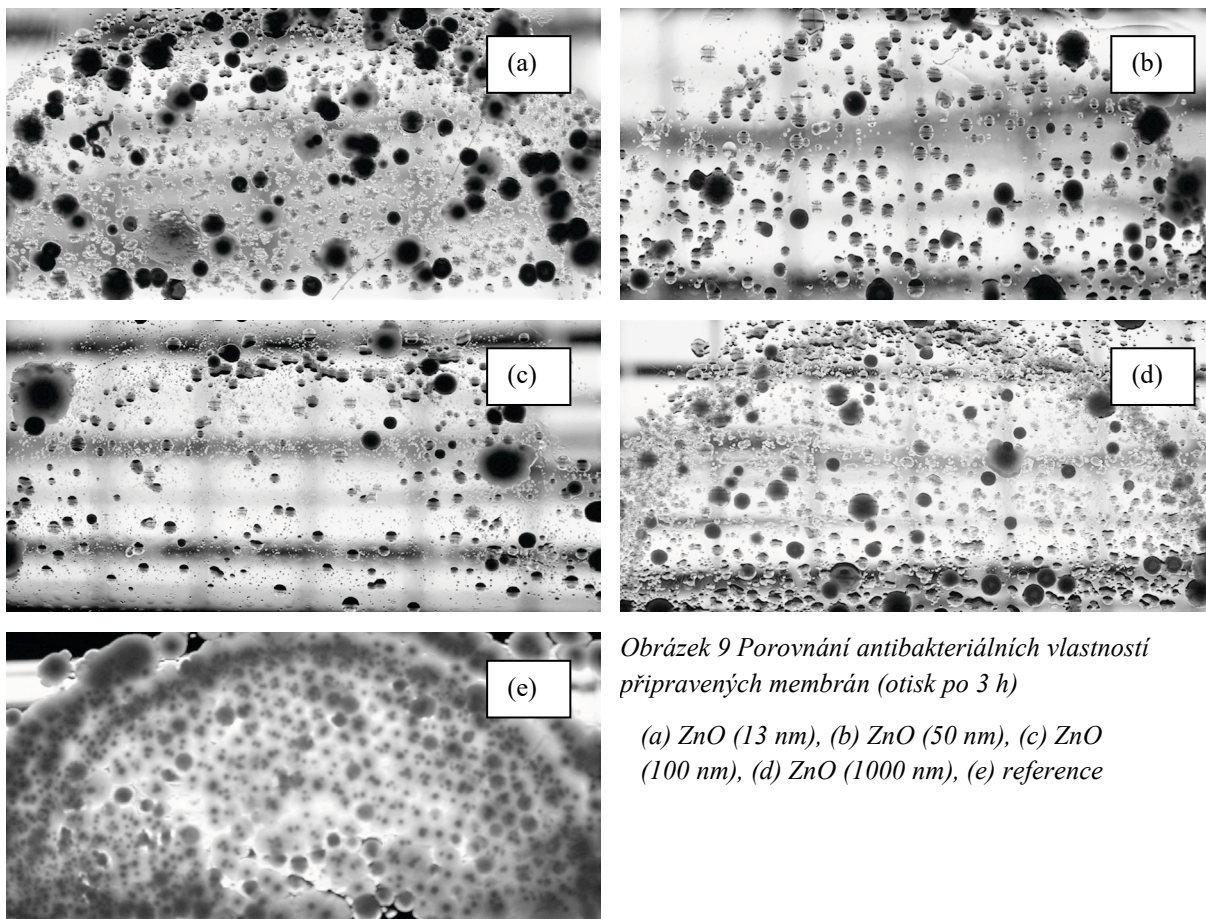 (a)
(b)
(c)
(d)
(e)
Obrázek 9 Porovnání antibakteriálních vlastností
připravených membrán (otisk po 3 h)
(a) ZnO (13 nm), (b) ZnO (50 nm), (c) ZnO
(100 nm), (d) ZnO (1000 nm), (e) reference